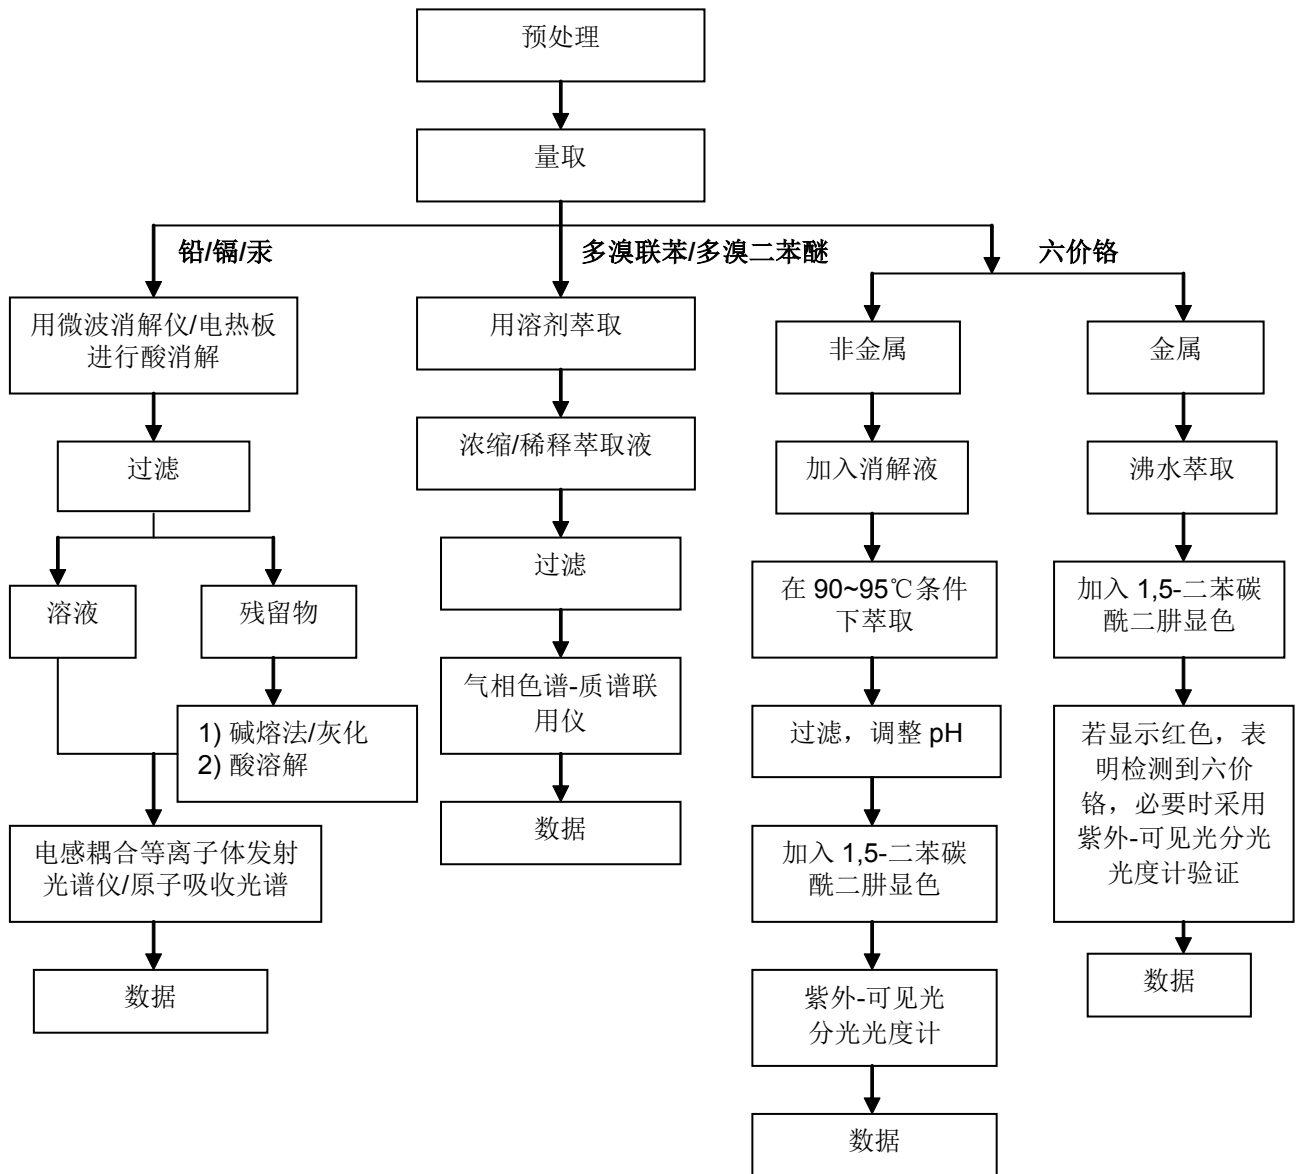 预处理
量取
铅/镉/汞
多溴联苯/多溴二苯醚
六价铬
用微波消解仪/电热板
进行酸消解
过滤
溶液
残留物
1) 碱熔法/灰化
2) 酸溶解
电感耦合等离子体发射
光谱仪/原子吸收光谱
数据
用溶剂萃取
浓缩/稀释萃取液
过滤
气相色谱-质谱联
用仪
数据
非金属
加入消解液
在 90~95℃条件
下萃取
过滤，调整 pH
加入 1,5-二苯碳
酰二肼显色
紫外-可见光
分光光度计
数据
金属
沸水萃取
加入 1,5-二苯碳
酰二肼显色
若显示红色，表
明检测到六价
铬，必要时采用
紫外-可见光分光
光度计验证
数据